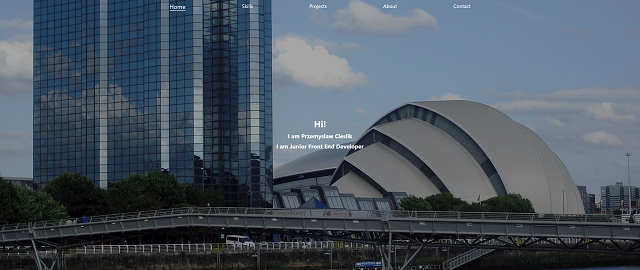 Home Skills Projects About Contact
Hi!
I am Przemyslaw Cieslik
I am Junior Front End Developer